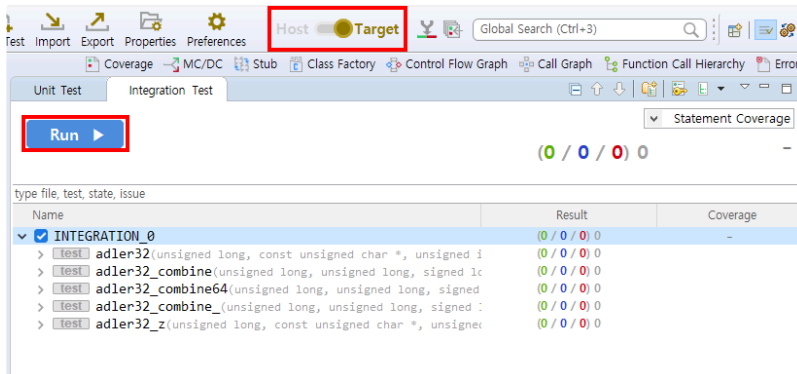 Test Import Export Properties Preferences Host Target Global Search (Ctrl+3)
Coverage MC/DC Stub Class Factory Control Flow Graph Call Graph Function Call Hierarchy Erro
Unit Test Integration Test
Run
Statement Coverage
(0 / 0 / 0) 0 –
type file, test, state, issue
Name Result Coverage
INTEGRATION_0 (0 / 0 / 0) 0 –
test adler32(unsigned long, const unsigned char *, unsigned i (0 / 0 / 0) 0
test adler32_combine(unsigned long, unsigned long, signed lo (0 / 0 / 0) 0
test adler32_combine64(unsigned long, unsigned long, signed (0 / 0 / 0) 0
test adler32_combine_(unsigned long, unsigned long, signed (0 / 0 / 0) 0
test adler32_z(unsigned long, const unsigned char *, unsigned (0 / 0 / 0) 0